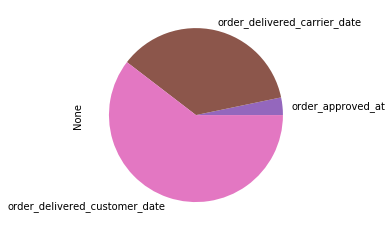 order_delivered_carrier_date
order_approved_at
None
order_delivered_customer_date